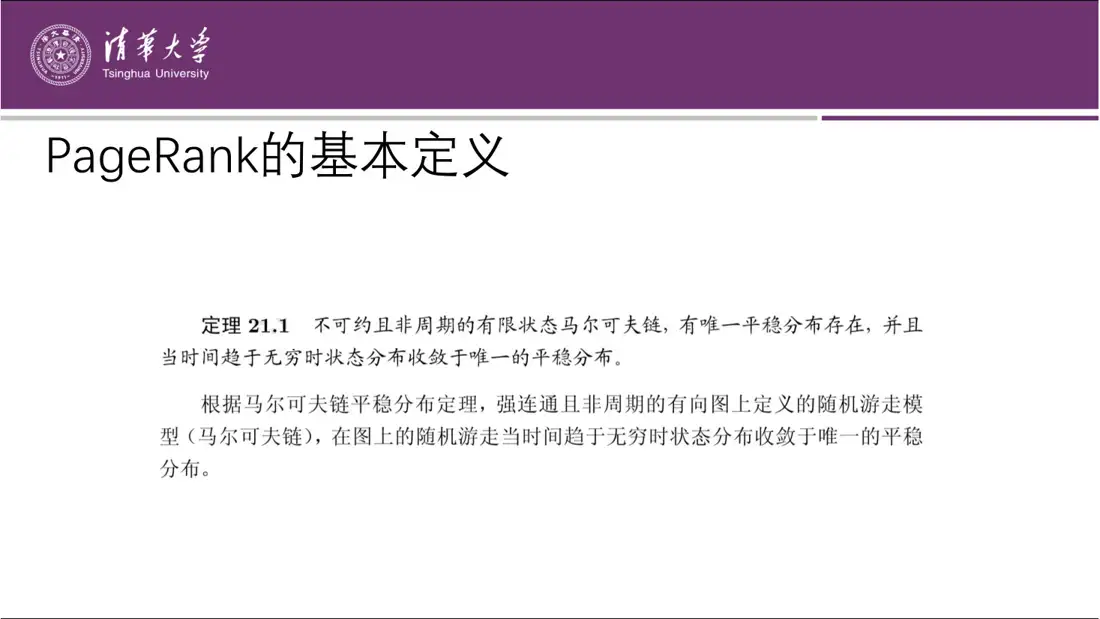 清华大学
Tsinghua University
PageRank的基本定义
定理 21.1 不可约且非周期的有限状态马尔可夫链，有唯一平稳分布存在，并且
当时间趋于无穷时状态分布收敛于唯一的平稳分布。
根据马尔可夫链平稳分布定理，强连通且非周期的有向图上定义的随机游走模
型（马尔可夫链），在图上的随机游走当时间趋于无穷时状态分布收敛于唯一的平稳
分布。